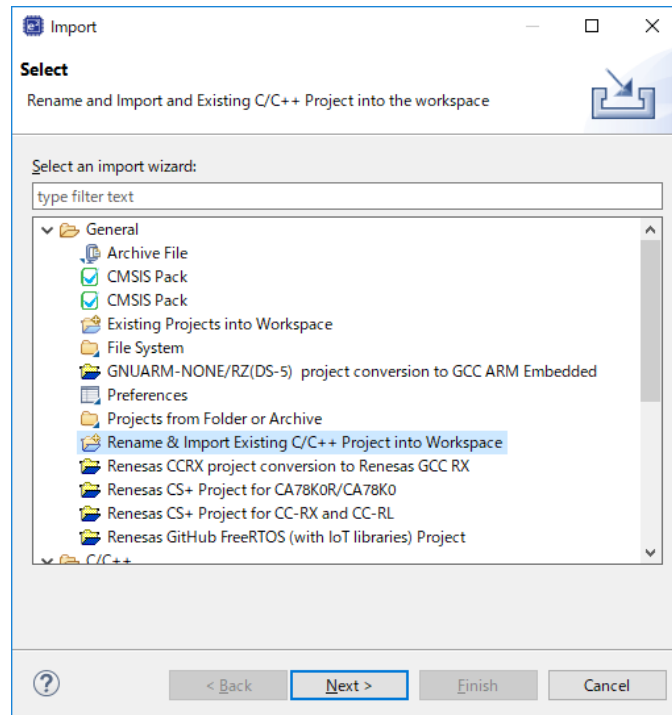 Import
Select
Rename and Import and Existing C/C++ Project into the workspace
Select an import wizard:
type filter text
General
Archive File
CMSIS Pack
CMSIS Pack
Existing Projects into Workspace
File System
GNUARM-NONE/RZ(DS-5) project conversion to GCC ARM Embedded
Preferences
Projects from Folder or Archive
Rename & Import Existing C/C++ Project into Workspace
Renesas CCRX project conversion to Renesas GCC RX
Renesas CS+ Project for CA78K0R/CA78K0
Renesas CS+ Project for CC-RX and CC-RL
Renesas GitHub FreeRTOS (with IoT libraries) Project
C/C++
< Back Next > Finish Cancel